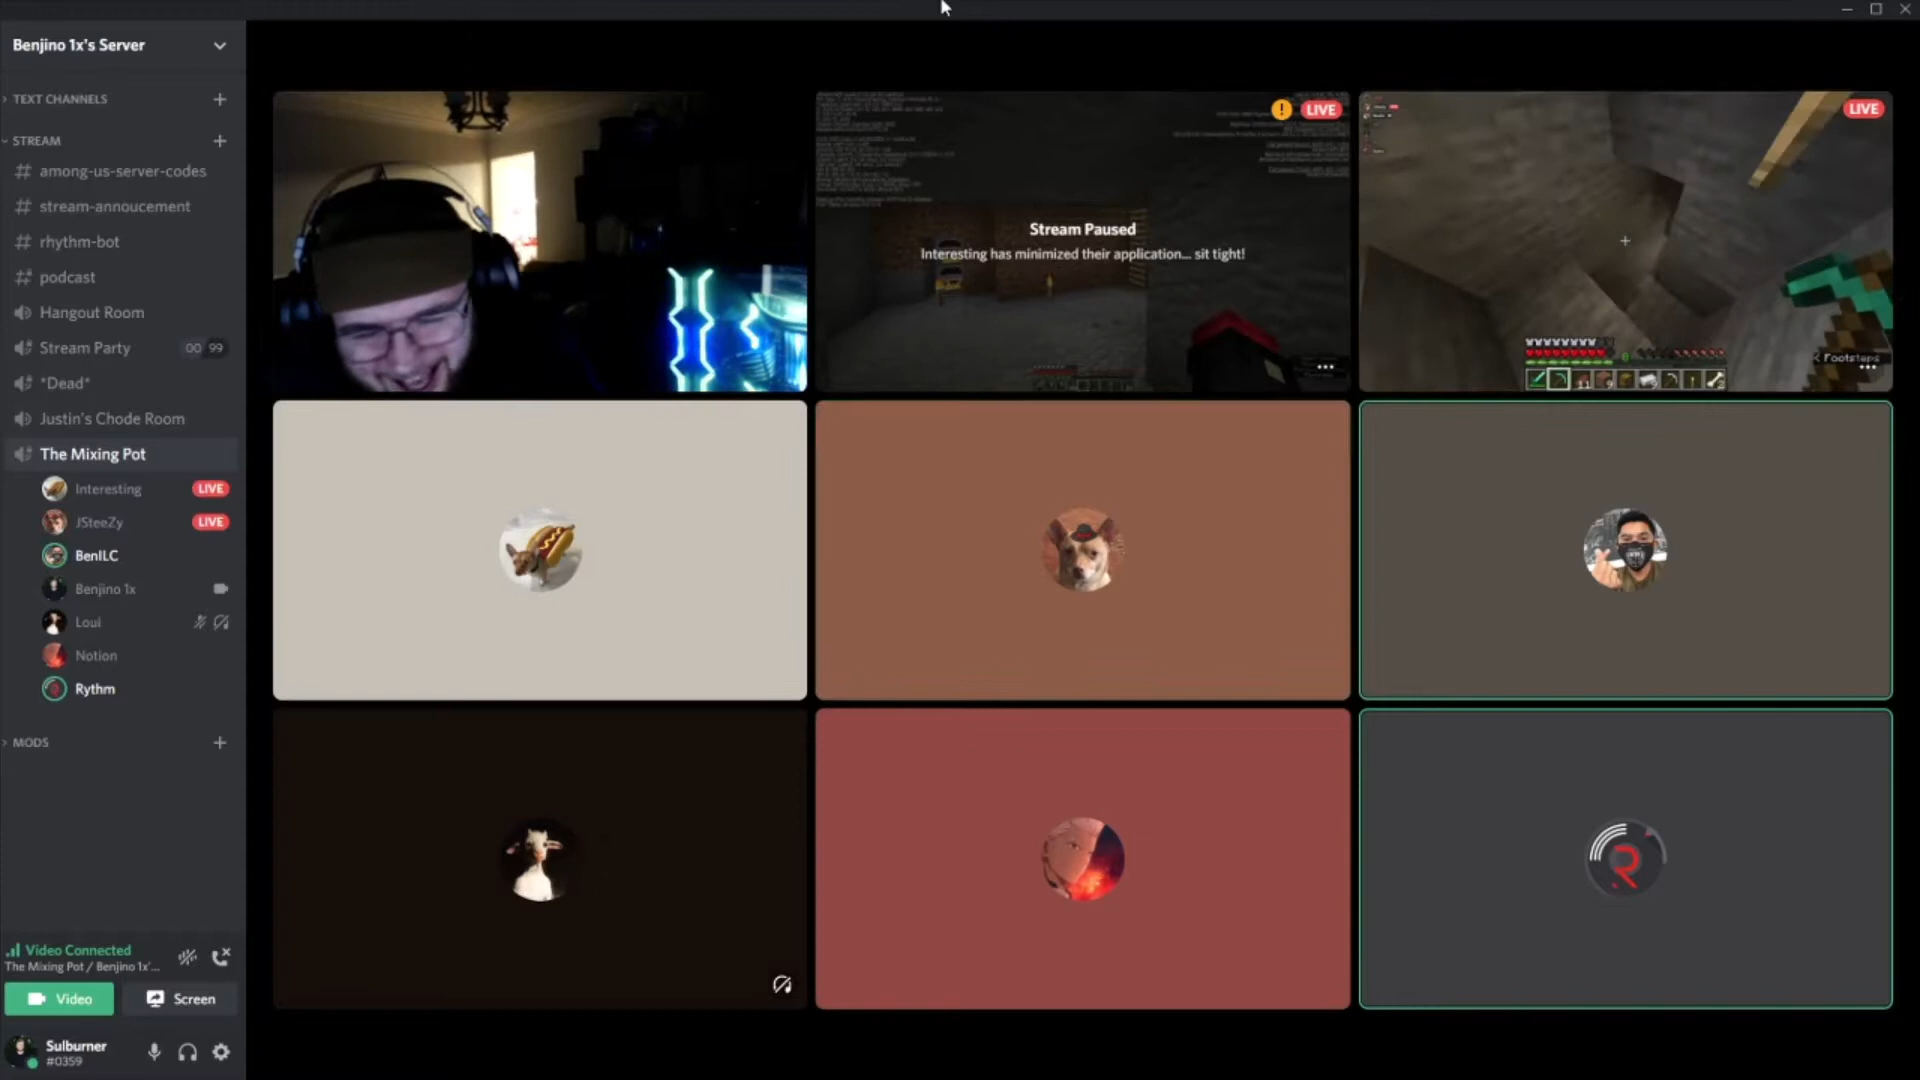 Benjino 1x's Server
TEXT CHANNELS
STREAM
among-us-server-codes
stream-annoucement
rhythm-bot
podcast
Hangout Room
Stream Party 00 99
*Dead*
Justin's Chode Room
The Mixing Pot
Interesting LIVE
JSteeZy LIVE
BenILC
Benjino 1x
Loui
Notion
Rythm
MODS
Video Connected
The Mixing Pot / Benjino 1x'...
Video Screen
Sulburner
#0359
LIVE
Stream Paused
Interesting has minimized their application... sit tight!
LIVE
< Footsteps